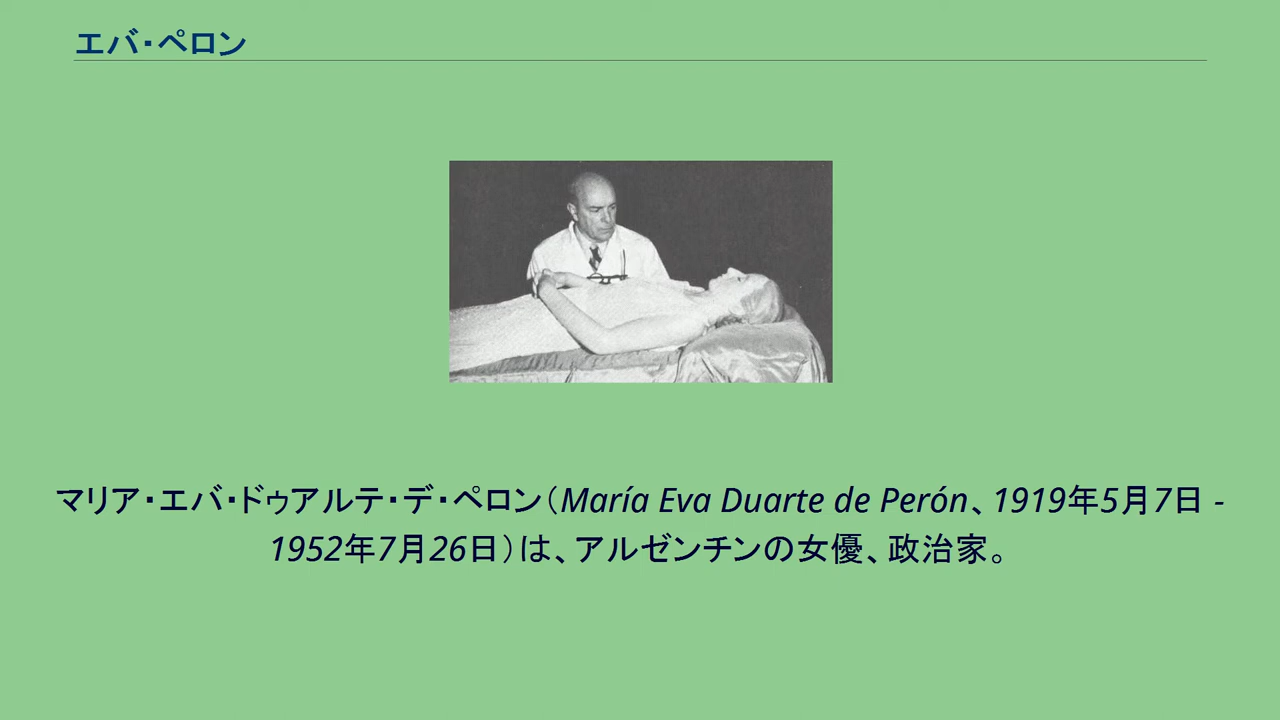 エバ・ペロン
マリア・エバ・ドゥアルテ・デ・ペロン（María Eva Duarte de Perón、1919年5月7日 -
1952年7月26日）は、アルゼンチンの女優、政治家。